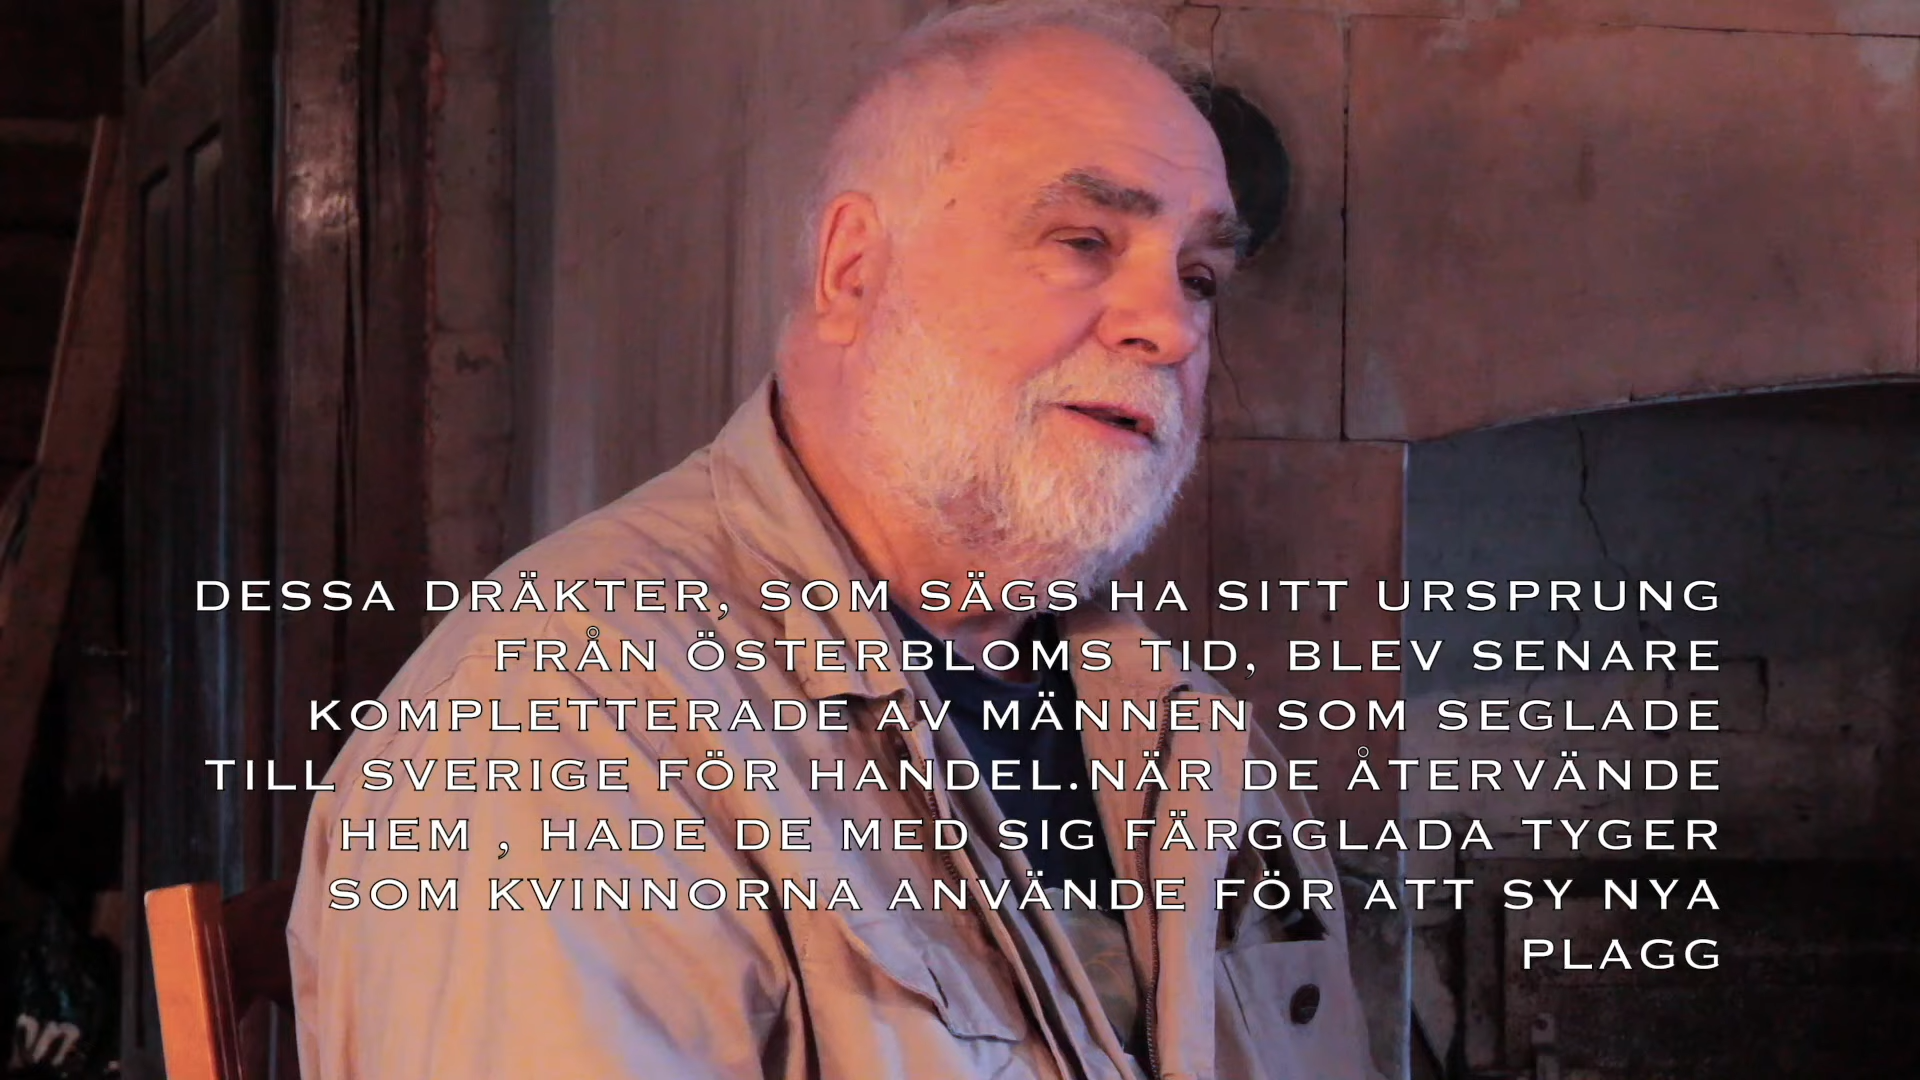 DESSA DRÄKTER, SOM SÄGS HA SITT URSPRUNG
FRÅN ÖSTERBLOMS TID, BLEV SENARE
KOMPLETTERADE AV MÄNNEN SOM SEGLADE
TILL SVERIGE FÖR HANDEL.NÄR DE ÅTERVÄNDE
HEM , HADE DE MED SIG FÄRGGLADA TYGER
SOM KVINNORNA ANVÄNDE FÖR ATT SY NYA
PLAGG